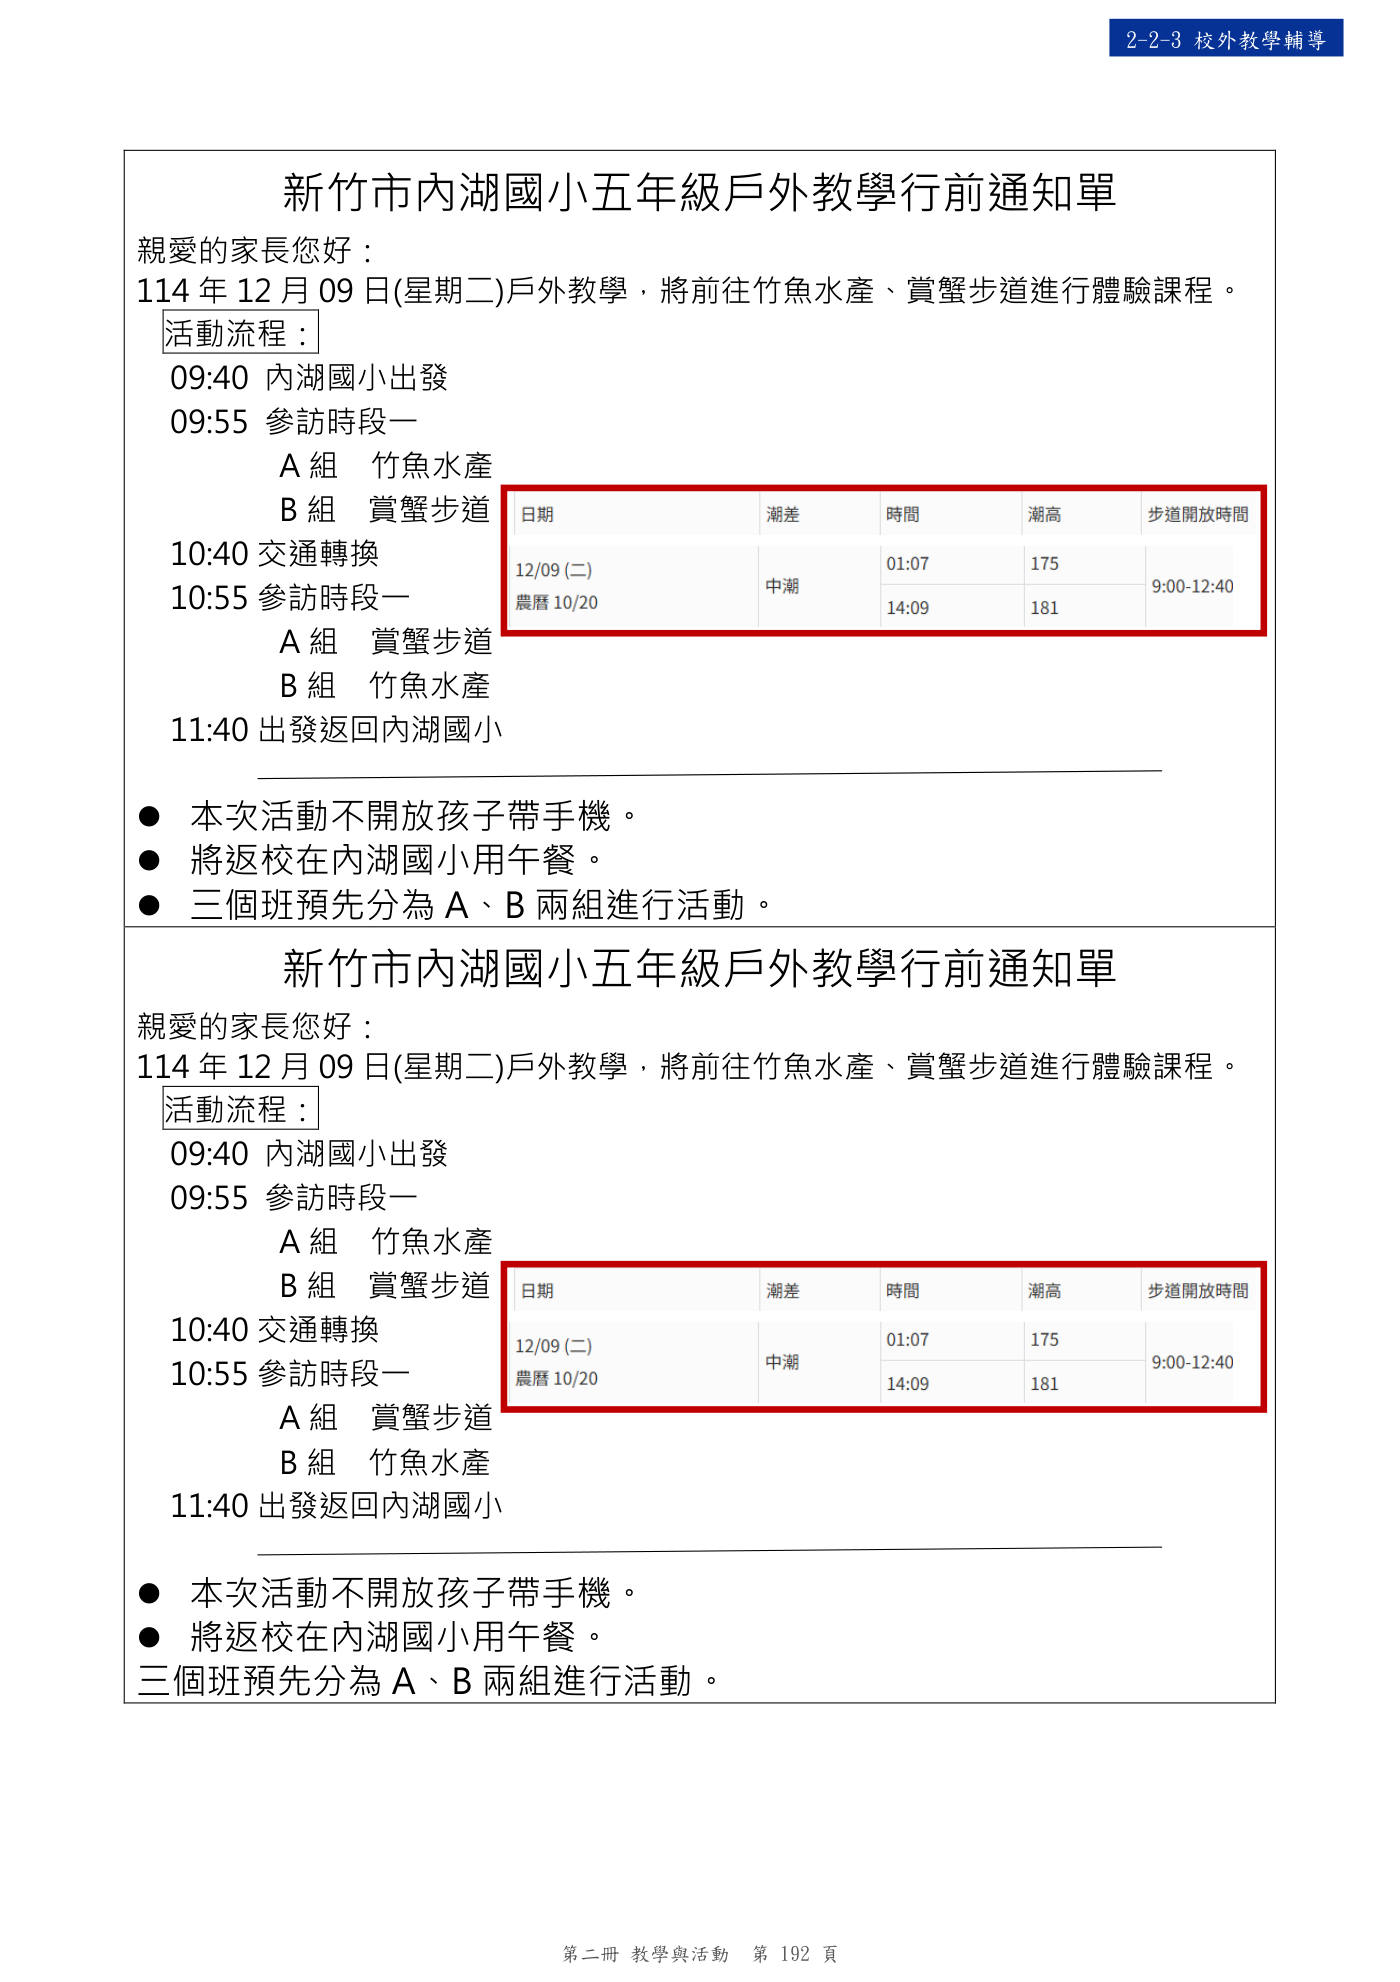 2-2-3 校外教學輔導
新竹市內湖國小五年級戶外教學行前通知單
親愛的家長您好：
114 年 12 月 09 日(星期二)戶外教學，將前往竹魚水產、賞蟹步道進行體驗課程。
活動流程：
09:40 內湖國小出發
09:55 參訪時段一
A 組 竹魚水產
B 組 賞蟹步道
10:40 交通轉換
10:55 參訪時段一
A 組 賞蟹步道
B 組 竹魚水產
11:40 出發返回內湖國小
日期 潮差 時間 潮高 步道開放時間
12/09 (二) 農曆 10/20 中潮 01:07 175 9:00-12:40
14:09 181
● 本次活動不開放孩子帶手機。
● 將返校在內湖國小用午餐。
● 三個班預先分為 A、B 兩組進行活動。
新竹市內湖國小五年級戶外教學行前通知單
親愛的家長您好：
114 年 12 月 09 日(星期二)戶外教學，將前往竹魚水產、賞蟹步道進行體驗課程。
活動流程：
09:40 內湖國小出發
09:55 參訪時段一
A 組 竹魚水產
B 組 賞蟹步道
10:40 交通轉換
10:55 參訪時段一
A 組 賞蟹步道
B 組 竹魚水產
11:40 出發返回內湖國小
日期 潮差 時間 潮高 步道開放時間
12/09 (二) 農曆 10/20 中潮 01:07 175 9:00-12:40
14:09 181
● 本次活動不開放孩子帶手機。
● 將返校在內湖國小用午餐。
三個班預先分為 A、B 兩組進行活動。
第二冊 教學與活動 第 192 頁